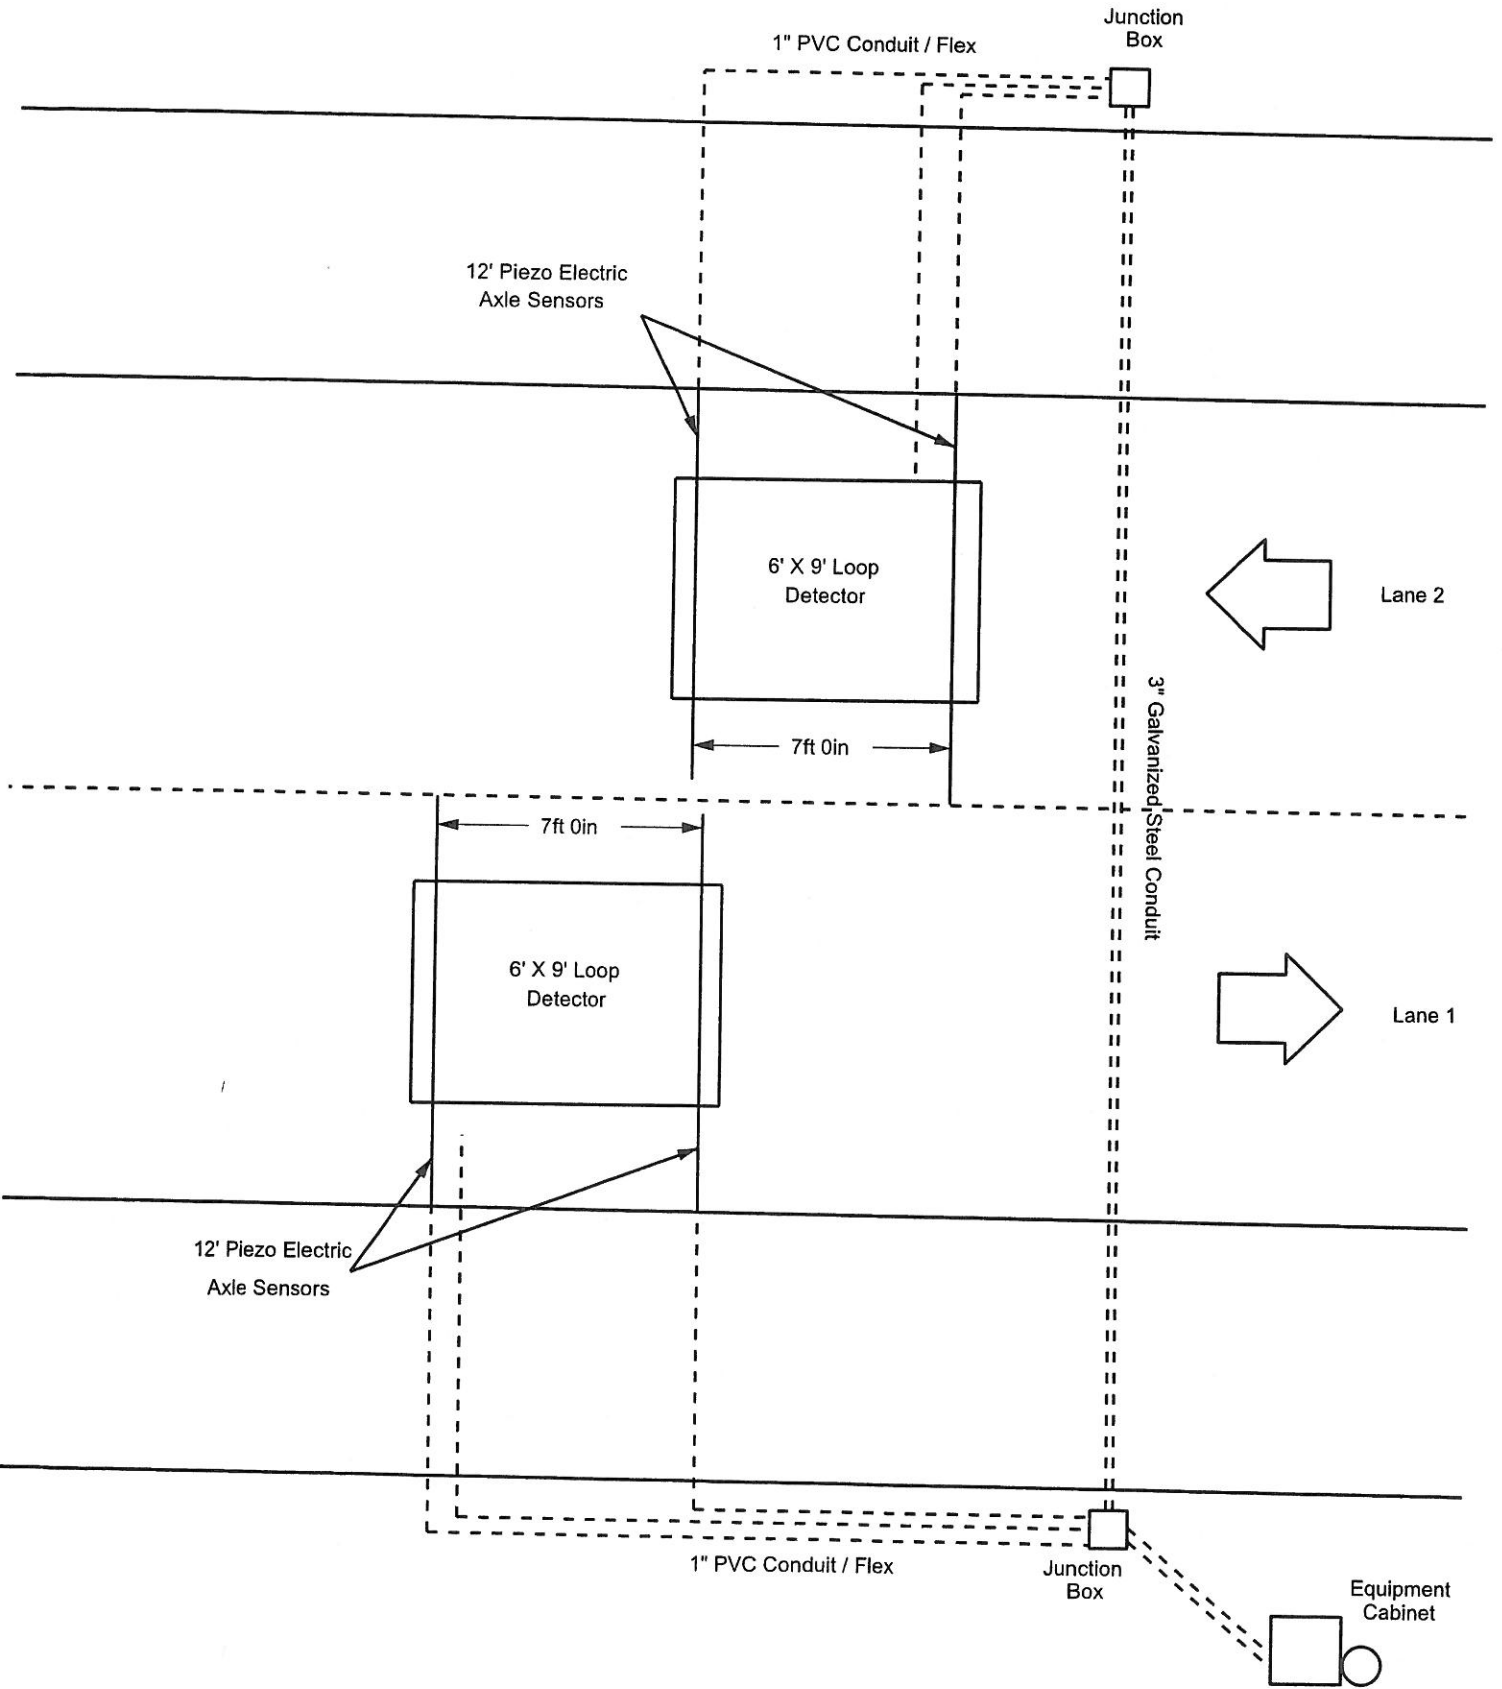 Junction
Box
1" PVC Conduit / Flex
12' Piezo Electric
Axle Sensors
6' X 9' Loop
Detector
Lane 2
3" Galvanized Steel Conduit
7ft 0in
7ft 0in
6' X 9' Loop
Detector
Lane 1
12' Piezo Electric
Axle Sensors
1" PVC Conduit / Flex
Junction
Box
Equipment
Cabinet